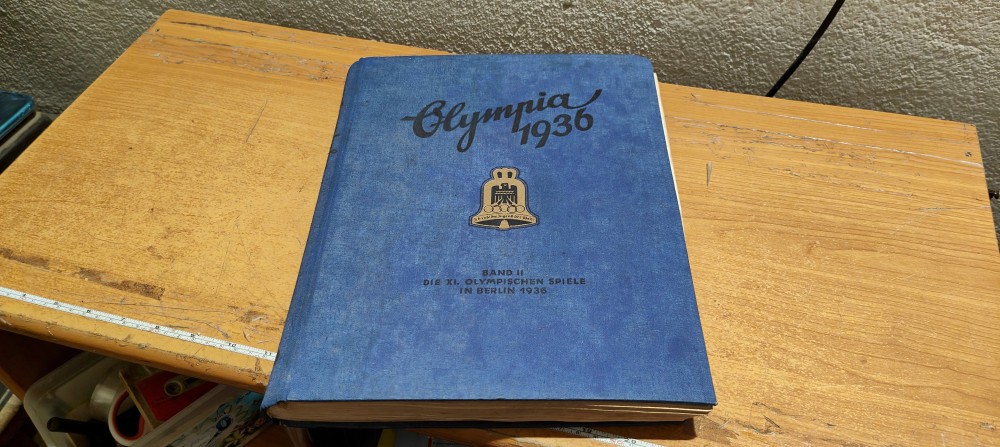 Olympia
1936
BAND II
DIE XI. OLYMPISCHEN SPIELE
IN BERLIN 1936